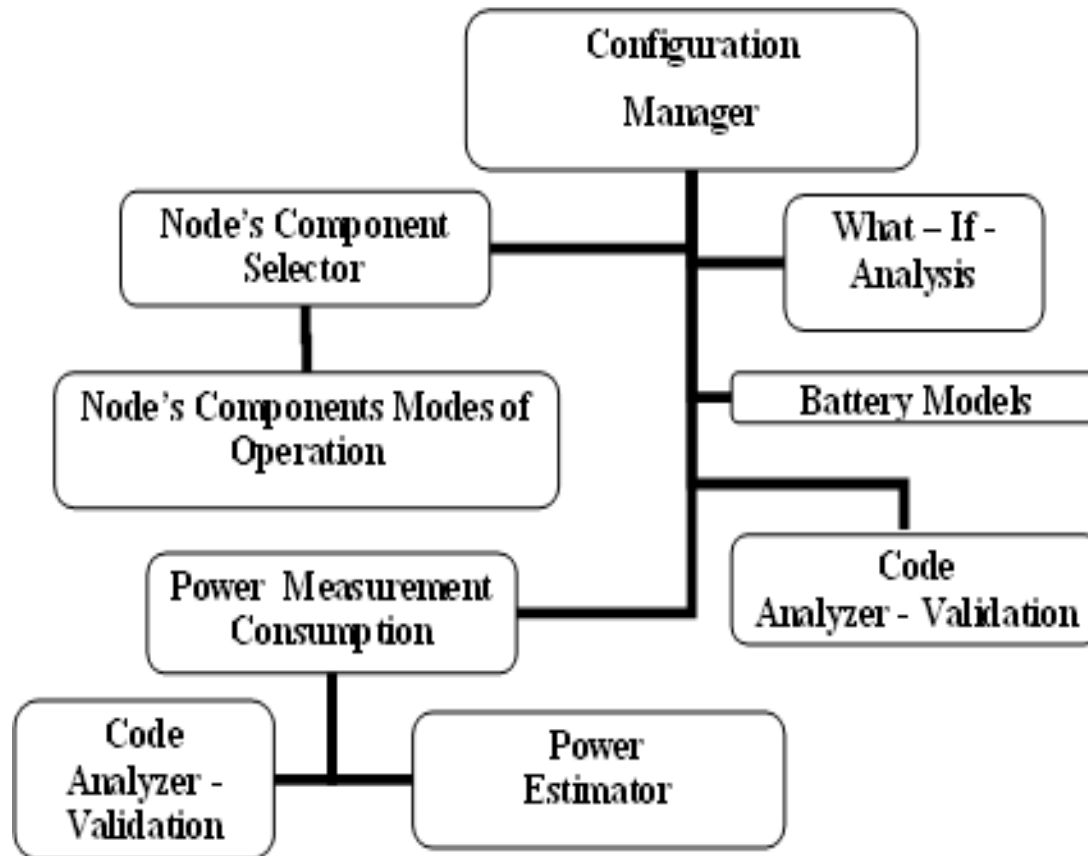 Configuration
Manager
Node's Component
Selector
What – If -
Analysis
Node's Components Modes of
Operation
Battery Models
Code
Analyzer - Validation
Power Measurement
Consumption
Code
Analyzer -
Validation
Power
Estimator